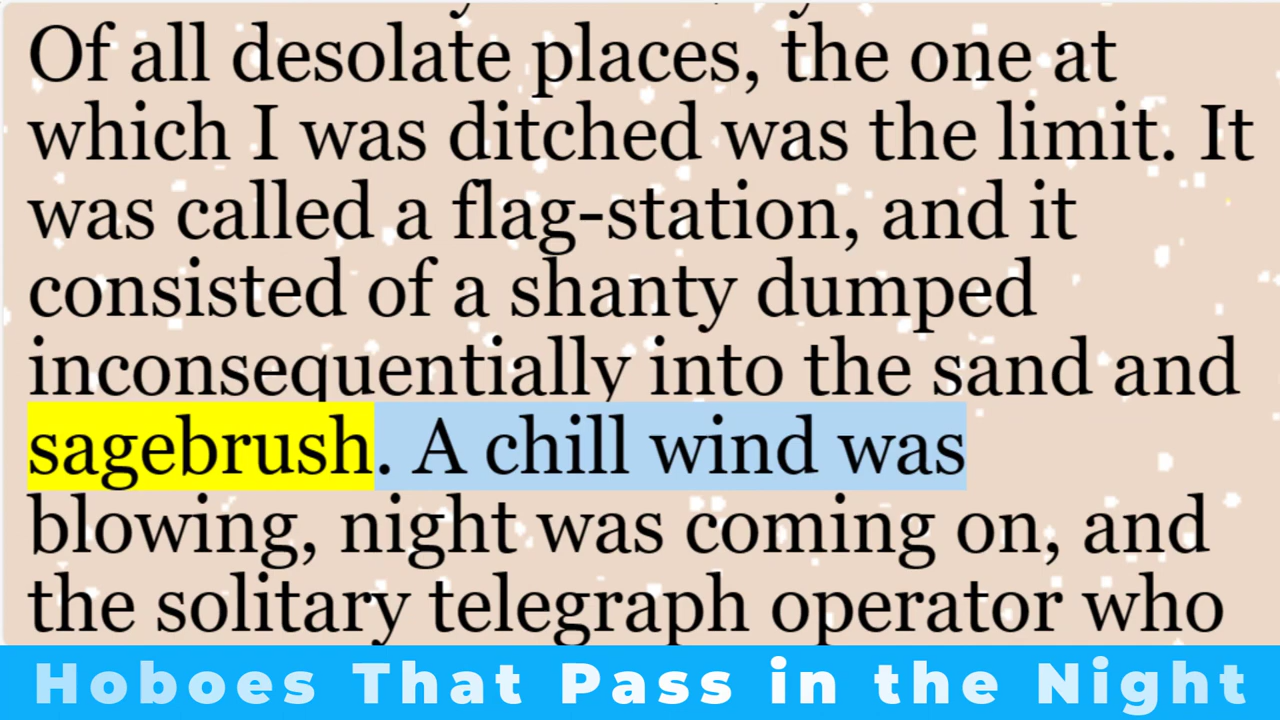 Of all desolate places, the one at
which I was ditched was the limit. It
was called a flag-station, and it
consisted of a shanty dumped
inconsequentially into the sand and
sagebrush. A chill wind was
blowing, night was coming on, and
the solitary telegraph operator who
Hoboes That Pass in the Night